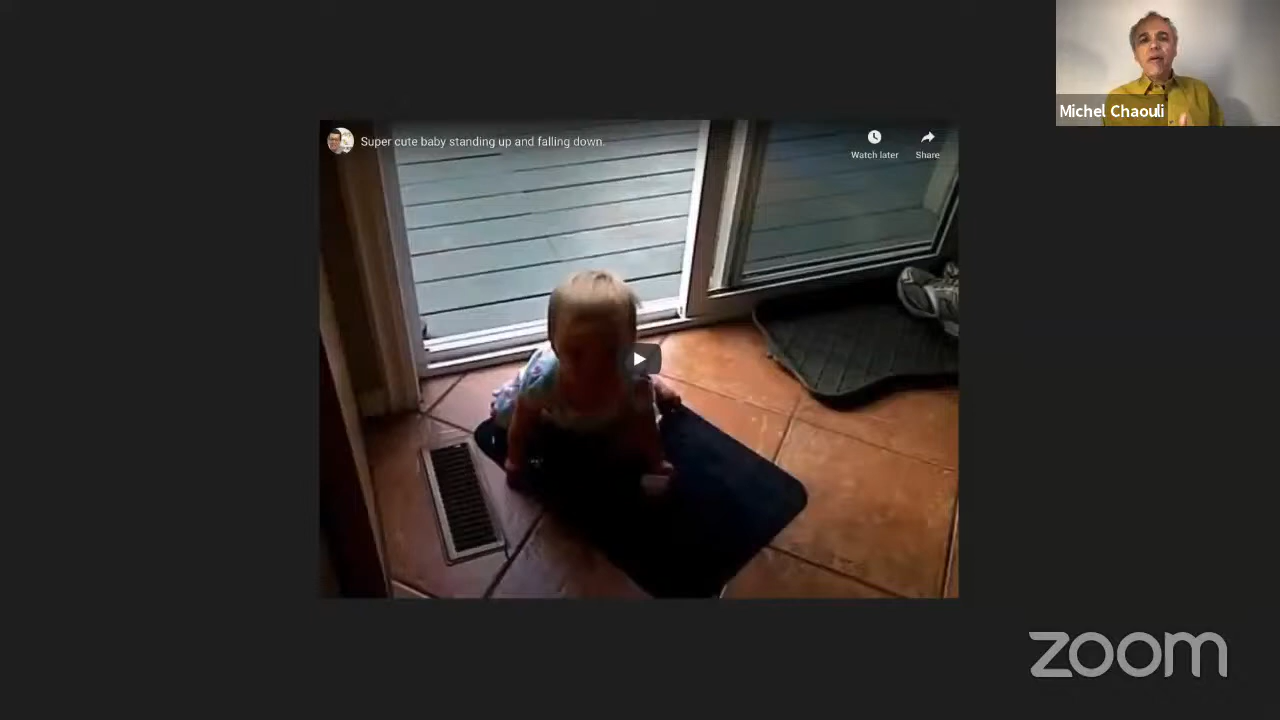 Michel Chaouli
Super cute baby standing up and falling down.
Watch later
Share
zoom